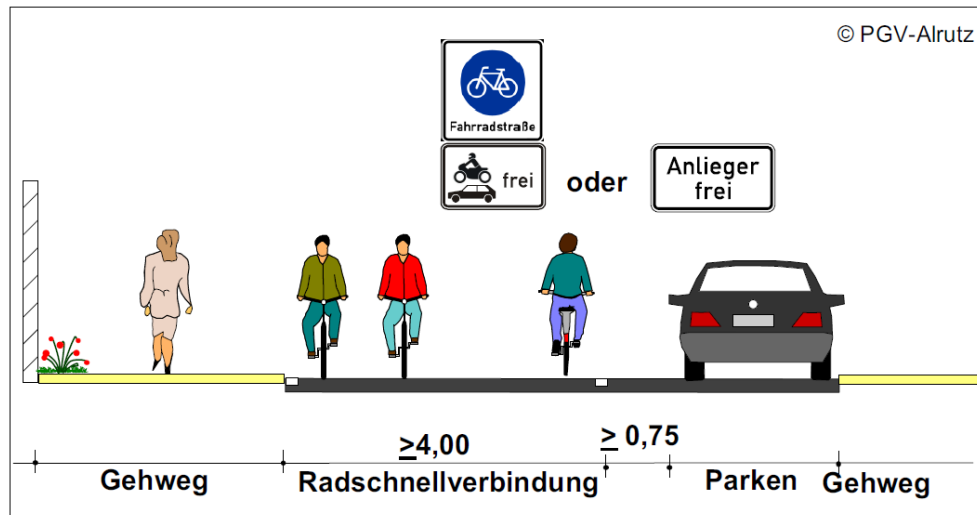 © PGV-Alrutz
Fahrradstraße
frei
oder
Anlieger
frei
≥4,00
≥ 0,75
Gehweg
Radschnellverbindung
Parken
Gehweg